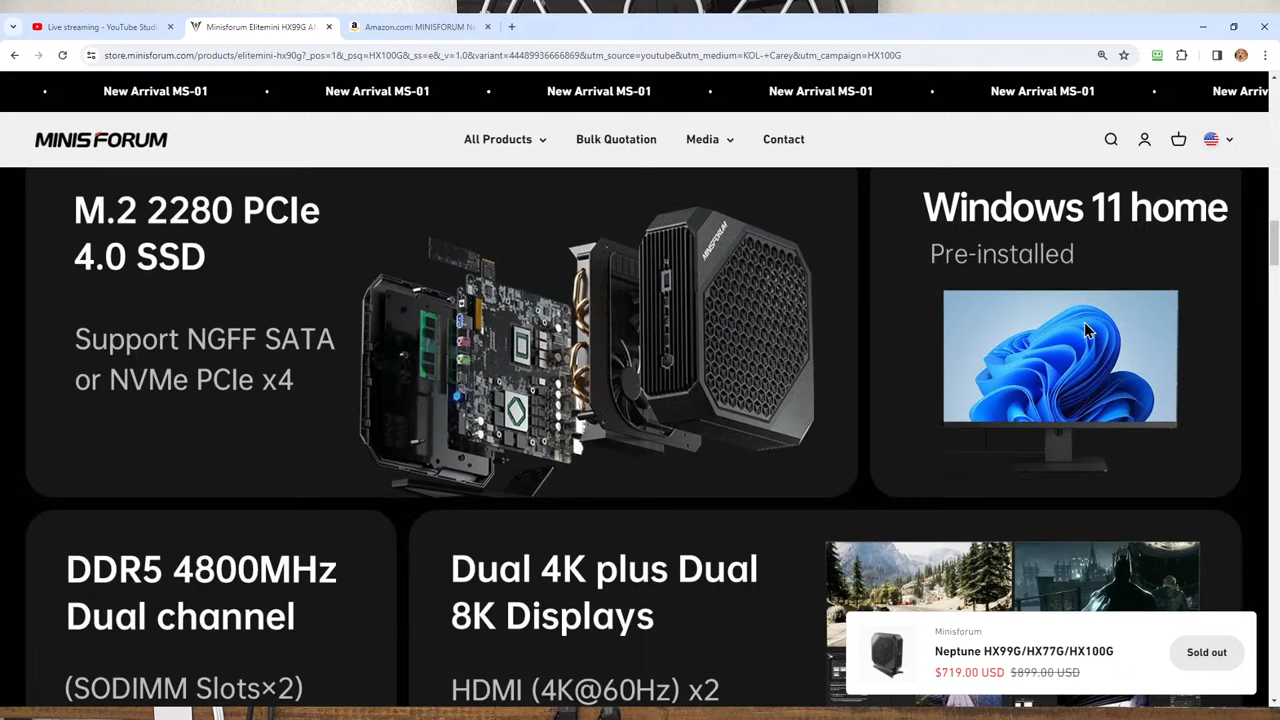 Live streaming - YouTube Studi
Minisforum Elitemini HX99G AM
Amazon.com: MINISFORUM Ne
store.minisforum.com/products/elitemini-hx90g?_pos=1&_psq=HX100G&_ss=e&_v=1.0&variant=44489936666869&utm_source=youtube&utm_medium=KOL-+Carey&utm_campaign=HX100G
New Arrival MS-01 New Arrival MS-01 New Arrival MS-01 New Arrival MS-01 New Arrival MS-01 New Arriv
MINISFORUM
All Products Bulk Quotation Media Contact
M.2 2280 PCIe
4.0 SSD
Support NGFF SATA
or NVMe PCIe x4
MINISFORUM
Windows 11 home
Pre-installed
DDR5 4800MHz
Dual channel
(SODIMM Slots×2)
Dual 4K plus Dual
8K Displays
HDMI (4K@60Hz) x2
Minisforum
Neptune HX99G/HX77G/HX100G
$719.00 USD $899.00 USD
Sold out